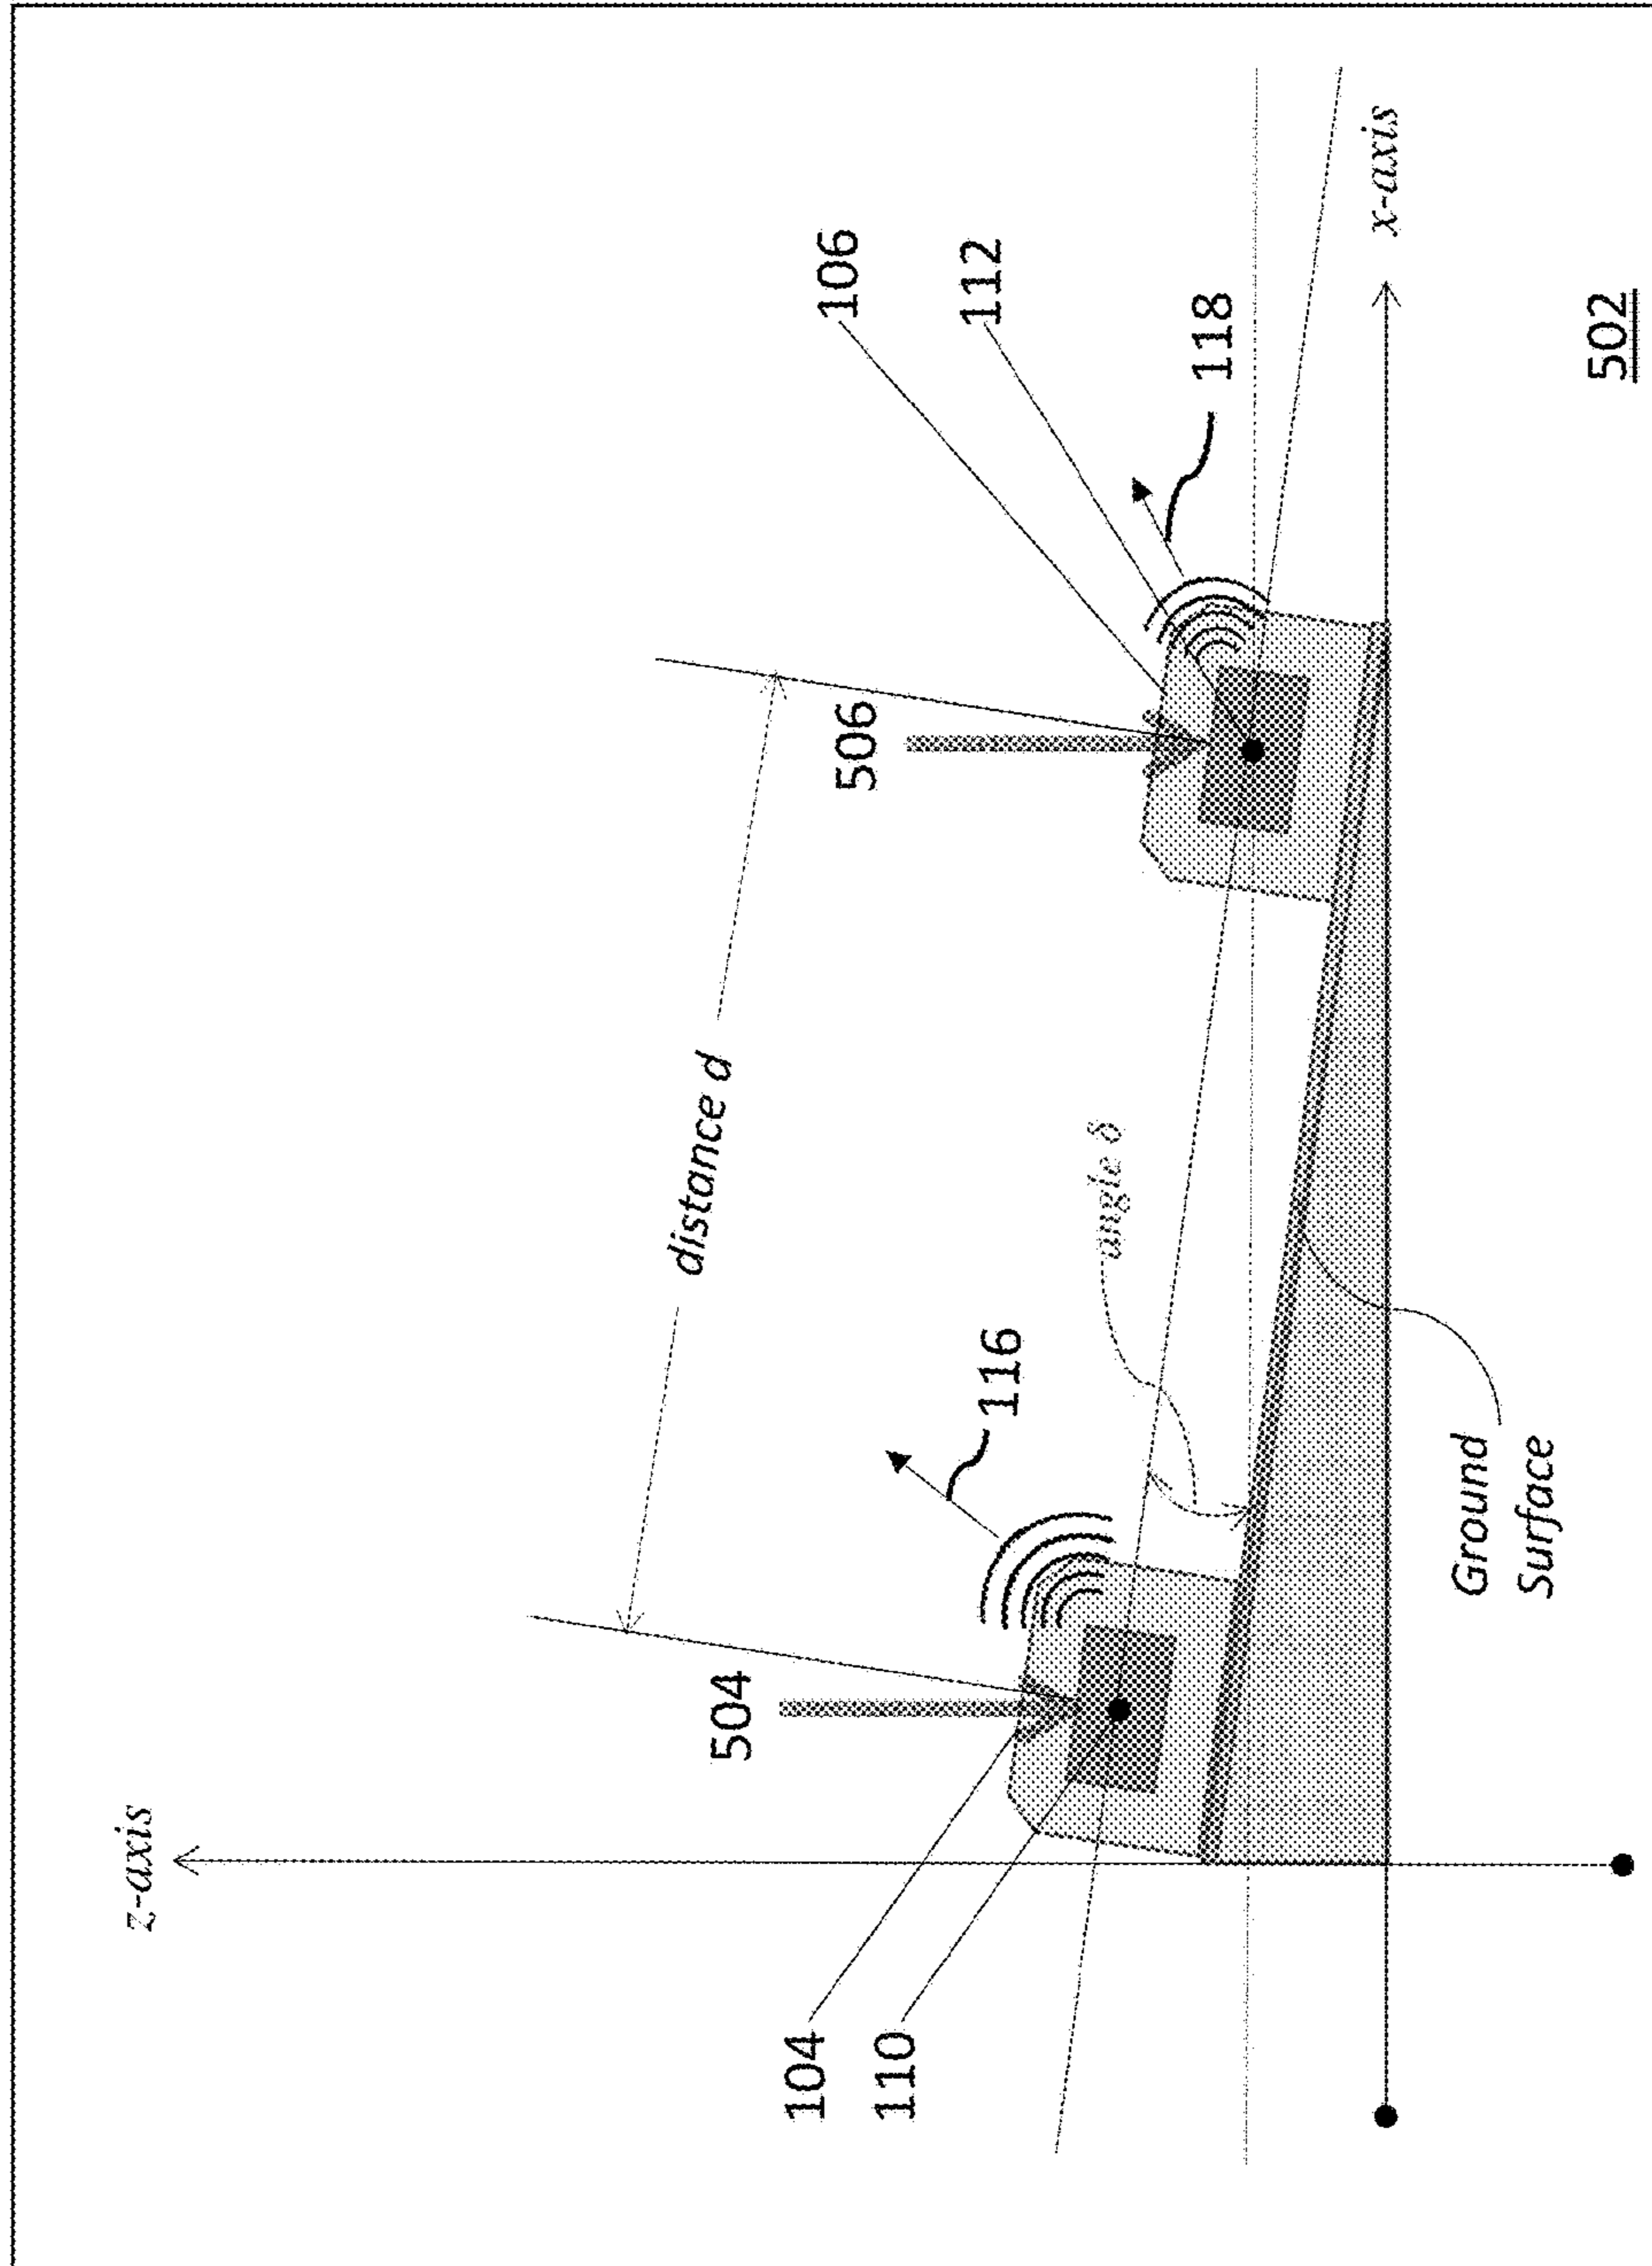 z-axis
504
506
distance d
106
104
110
116
112
118
angle δ
x-axis
Ground
Surface
502